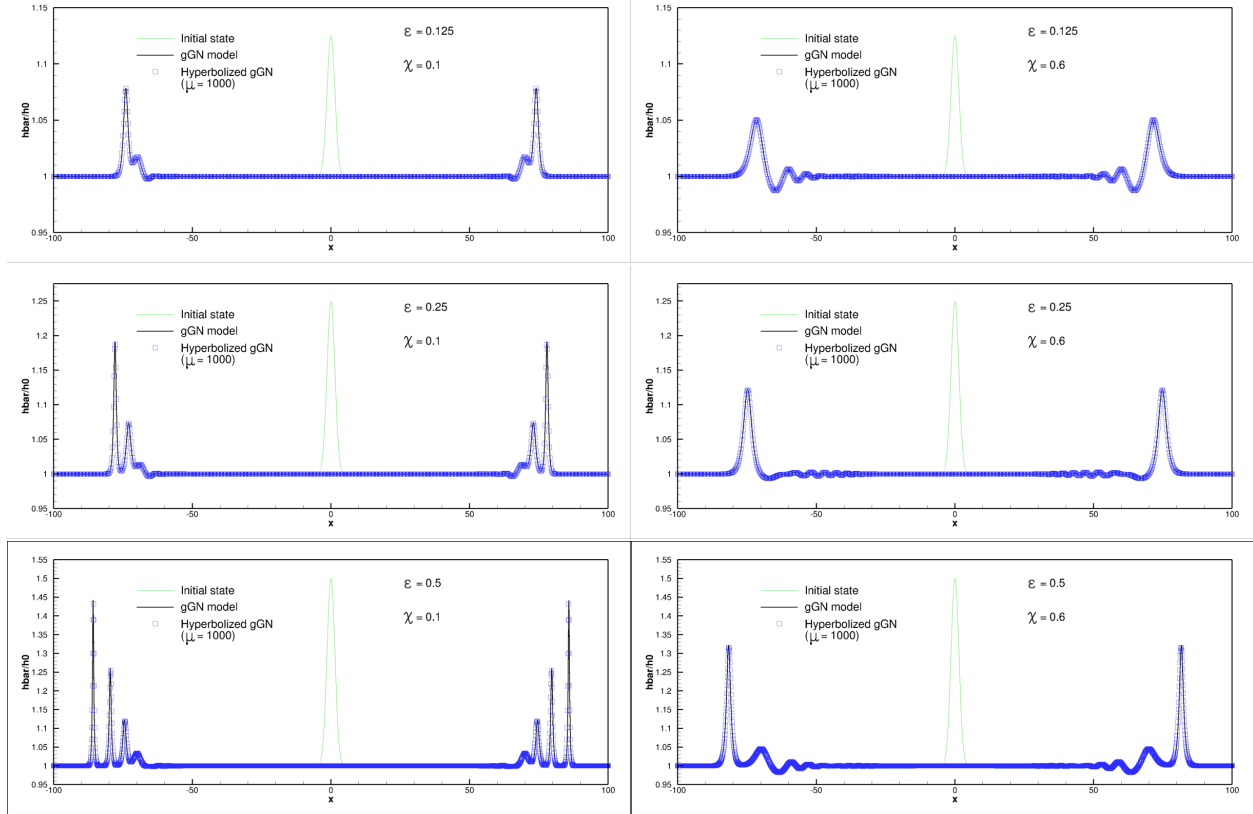 1.15
1.1
1.05
1
0.95
hbar/h0
-100
-50
0
50
100
x
Initial state
gGN model
Hyperbolized gGN
(μ = 1000)
ε = 0.125
χ = 0.1
1.15
1.1
1.05
1
0.95
hbar/h0
-100
-50
0
50
100
x
Initial state
gGN model
Hyperbolized gGN
(μ = 1000)
ε = 0.125
χ = 0.6
1.25
1.2
1.15
1.1
1.05
1
0.95
hbar/h0
-100
-50
0
50
100
x
Initial state
gGN model
Hyperbolized gGN
(μ = 1000)
ε = 0.25
χ = 0.1
1.25
1.2
1.15
1.1
1.05
1
0.95
hbar/h0
-100
-50
0
50
100
x
Initial state
gGN model
Hyperbolized gGN
(μ = 1000)
ε = 0.25
χ = 0.6
1.55
1.5
1.45
1.4
1.35
1.3
1.25
1.2
1.15
1.1
1.05
1
0.95
hbar/h0
-100
-50
0
50
100
x
Initial state
gGN model
Hyperbolized gGN
(μ = 1000)
ε = 0.5
χ = 0.1
1.55
1.5
1.45
1.4
1.35
1.3
1.25
1.2
1.15
1.1
1.05
1
0.95
hbar/h0
-100
-50
0
50
100
x
Initial state
gGN model
Hyperbolized gGN
(μ = 1000)
ε = 0.5
χ = 0.6